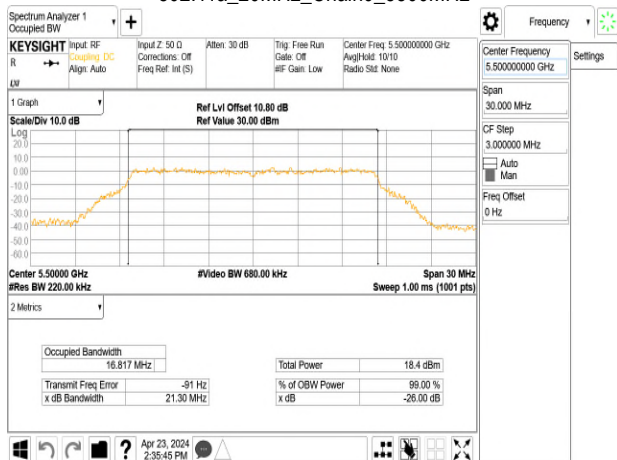 Spectrum Analyzer 1
Occupied BW
Frequency
KEYSIGHT
Input: RF
Coupling: DC
Align: Auto
Input Z: 50 Ω
Corrections: Off
Freq Ref: Int (S)
Atten: 30 dB
Trig: Free Run
Gate: Off
#IF Gain: Low
Center Freq: 5.500000000 GHz
Avg|Hold: 10/10
Radio Std: None
R
Center Frequency
5.500000000 GHz
Settings
Span
30.000 MHz
CF Step
3.000000 MHz
Auto
Man
Freq Offset
0 Hz
1 Graph
Scale/Div 10.0 dB
Ref Lvl Offset 10.80 dB
Ref Value 30.00 dBm
Log
20.0
10.0
0.00
-10.0
-20.0
-30.0
-40.0
-50.0
-60.0
Center 5.50000 GHz
#Res BW 220.00 kHz
#Video BW 680.00 kHz
Span 30 MHz
Sweep 1.00 ms (1001 pts)
2 Metrics
Occupied Bandwidth
16.817 MHz
Transmit Freq Error -91 Hz
x dB Bandwidth 21.30 MHz
Total Power 18.4 dBm
% of OBW Power 99.00 %
x dB -26.00 dB
Apr 23, 2024
2:35:45 PM